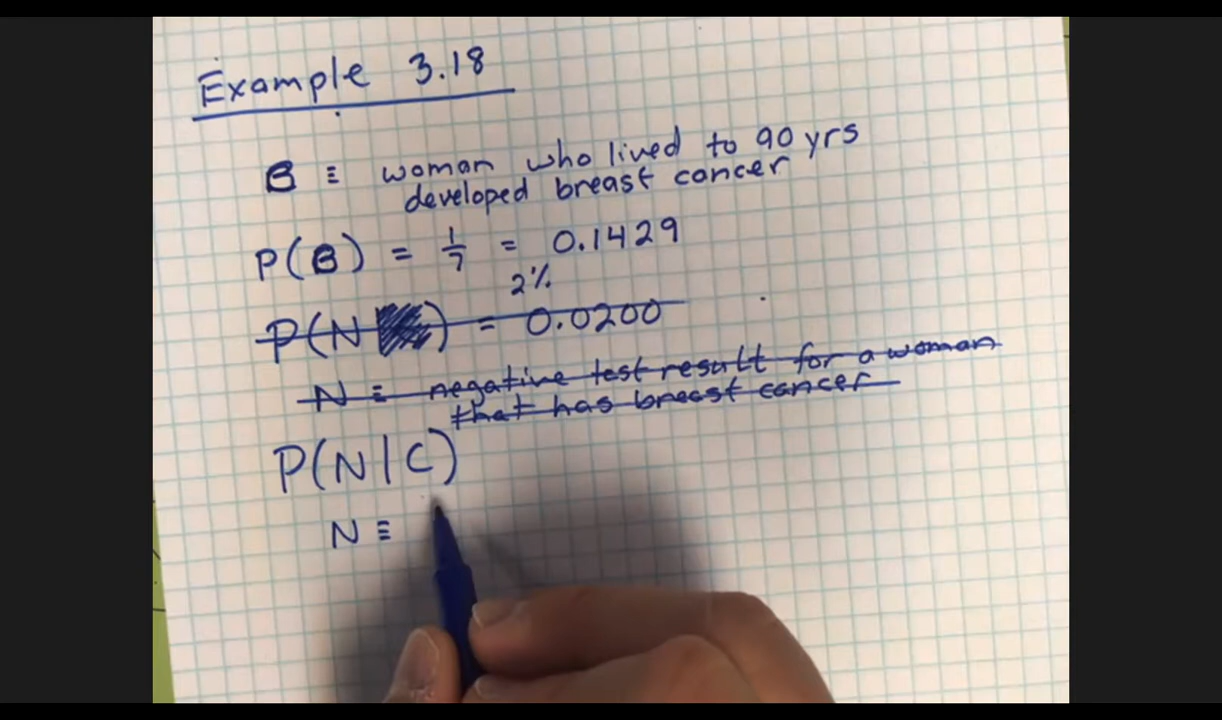 Example 3.18
B ≡ woman who lived to 90 yrs
developed breast cancer
P(B) = 1/7 = 0.1429
2%
P(N ) = 0.0200
N ≡ negative test result for a woman
that has breast cancer
P(N|C)
N ≡